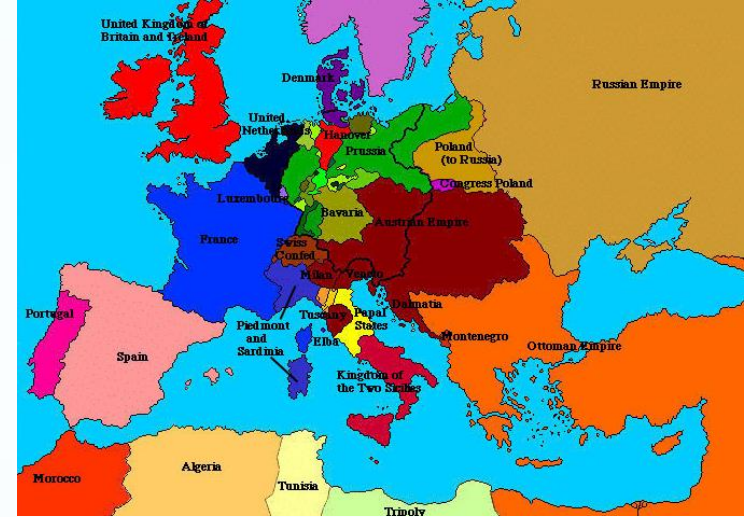 United Kingdom of
Britain and Ireland
Denmark
Russian Empire
United
Netherlands
Hanover
Prussia
Poland
(to Russia)
Congress Poland
Luxembourg
Bavaria
Austrian Empire
France
Swiss
Confed
Milan
Veneto
Dalmatia
Portugal
Tuscany
Papal
States
Piedmont
and
Sardinia
Elba
Montenegro
Ottoman Empire
Spain
Kingdom of
the Two Sicilies
Algeria
Morocco
Tunisia
Tripoly